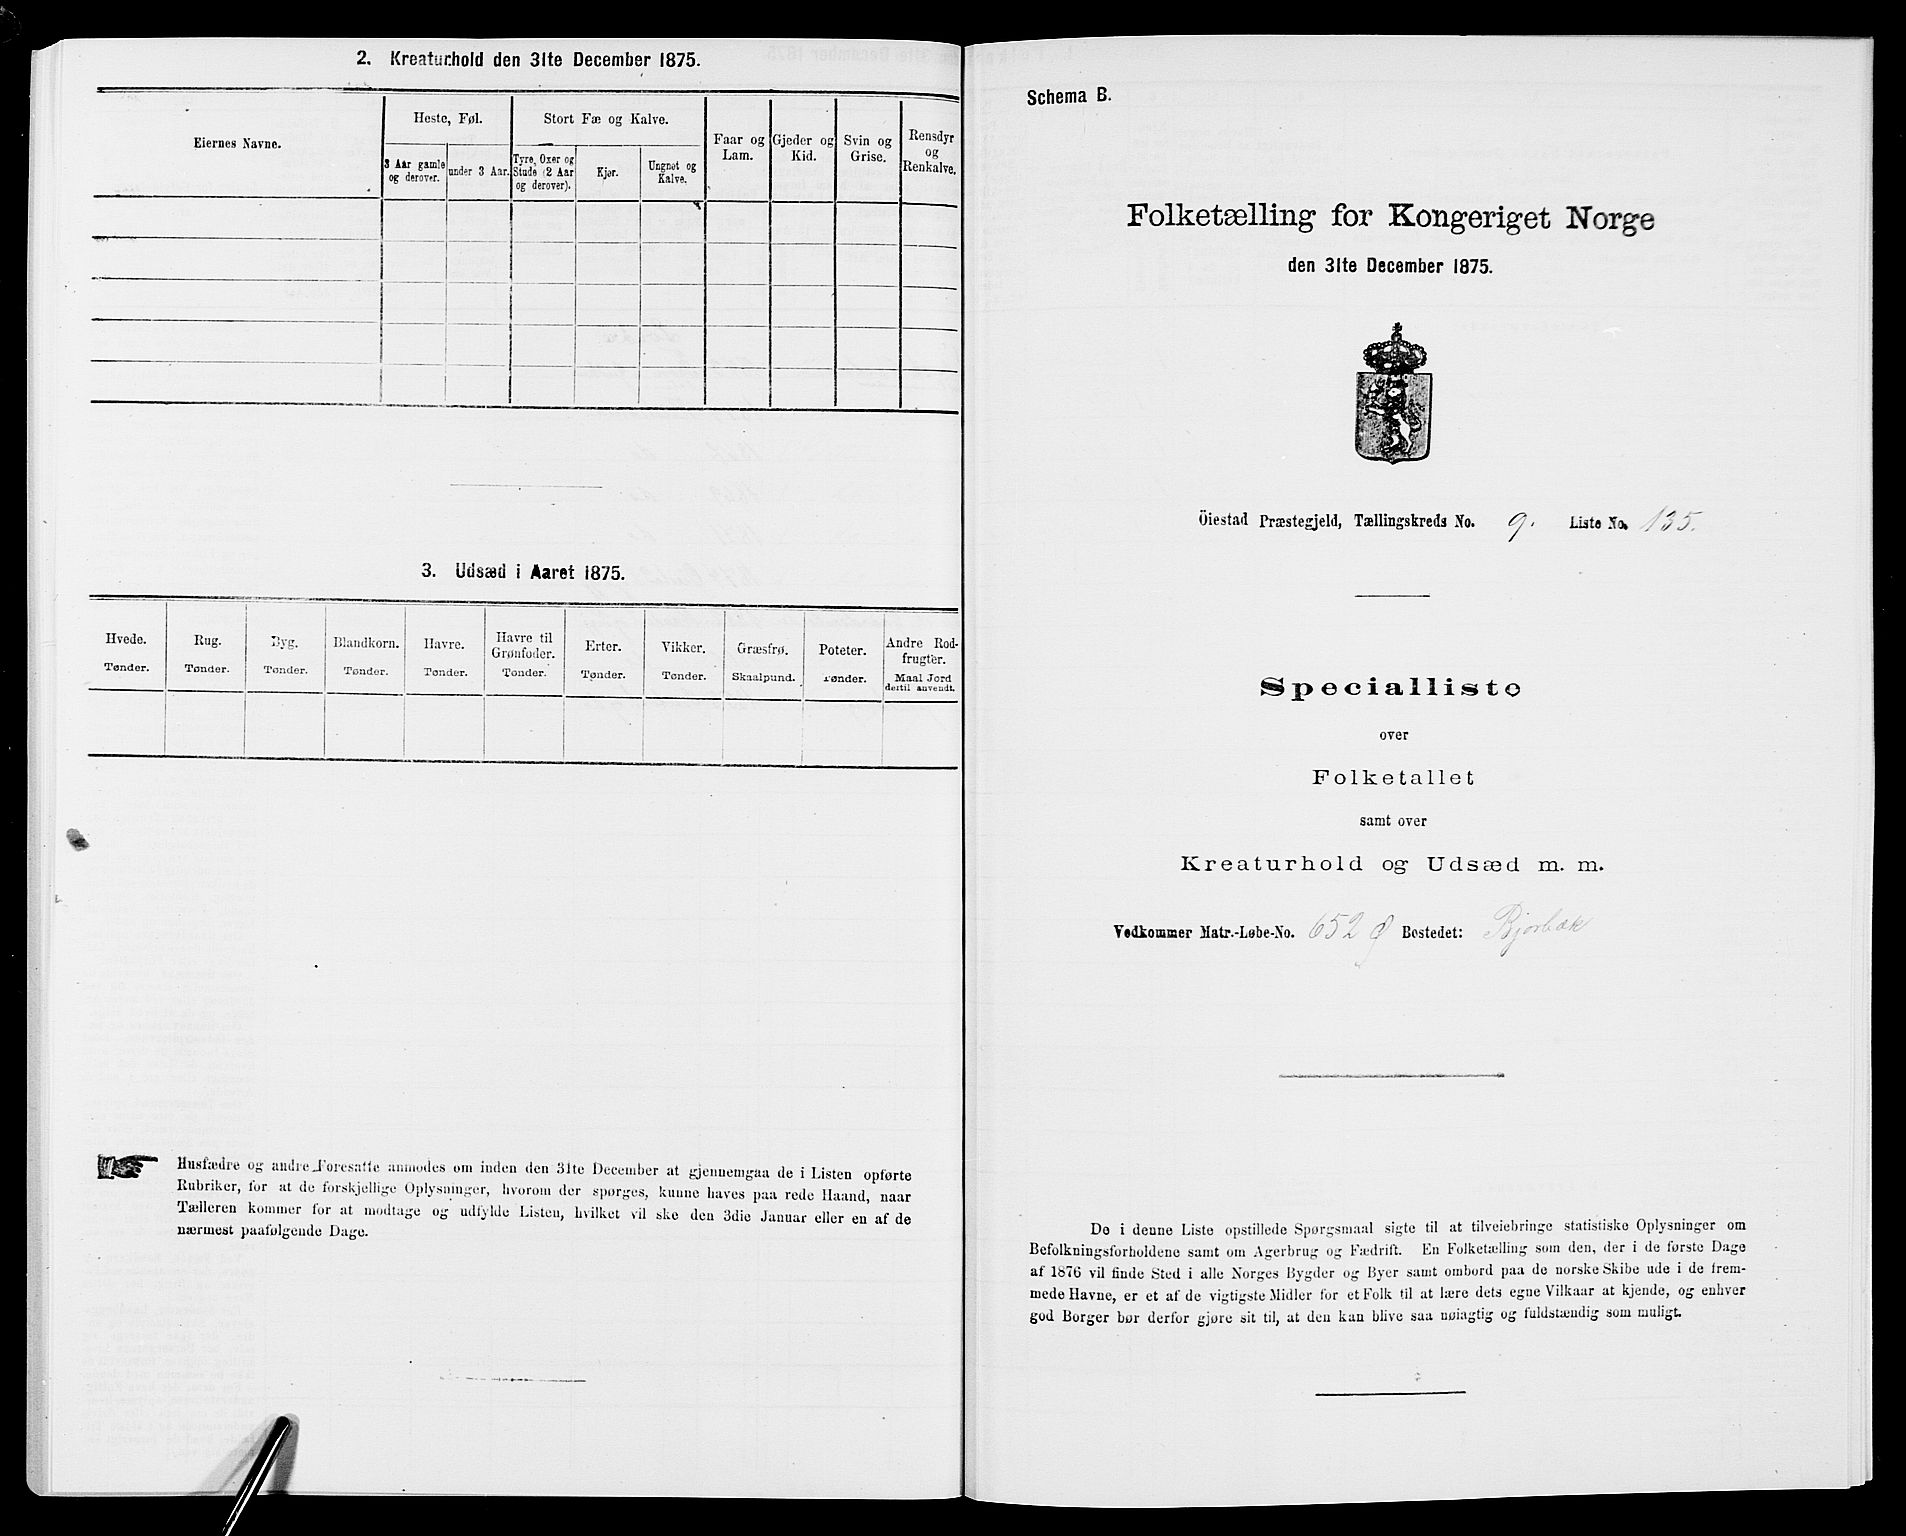 2. Kreaturhold den 31te December 1875.
Eiernes Navne.
Heste, Føl.
3 Aar gamle og derover.
under 3 Aar.
Stort Fæ og Kalve.
Tyre, Oxer og Stude (2 Aar og derover).
Kjør.
Ungnøt og Kalve.
Faar og Lam.
Gjeder og Kid.
Svin og Grise.
Rensdyr og Renkalve.
3. Udsæd i Aaret 1875.
Hvede.
Tønder.
Rug.
Tønder.
Byg.
Tønder.
Blandkorn.
Tønder.
Havre.
Tønder.
Havre til Grønfoder.
Tønder.
Erter.
Tønder.
Vikker.
Tønder.
Græsfrø.
Skaalpund.
Poteter.
Tønder.
Andre Rodfrugter.
Maal Jord dertil anvendt.
Husfædre og andre Foresatte anmodes om inden den 31te December at gjennemgaa de i Listen opførte
Rubriker, for at de forskjellige Oplysninger, hvorom der spørges, kunne haves paa rede Haand, naar
Tælleren kommer for at modtage og udfylde Listen, hvilket vil ske den 3die Januar eller en af de
nærmest paafølgende Dage.
Schema B.
Folketælling for Kongeriget Norge
den 31te December 1875.
Öiestad Præstegjeld, Tællingskreds No. 9. Liste No. 135.
Specialliste
over
Folketallet
samt over
Kreaturhold og Udsæd m. m.
Vedkommer Matr.-Løbe-No. 652 Bostedet: Bjorbæk
De i denne Liste opstillede Spørgsmaal sigte til at tilveiebringe statistiske Oplysninger om
Befolkningsforholdene samt om Agerbrug og Fædrift. En Folketælling som den, der i de første Dage
af 1876 vil finde Sted i alle Norges Bygder og Byer samt ombord paa de norske Skibe ude i de frem-
mede Havne, er et af de vigtigste Midler for et Folk til at lære dets egne Vilkaar at kjende, og enhver
god Borger bør derfor gjøre sit til, at den kan blive saa nøiagtig og fuldstændig som muligt.